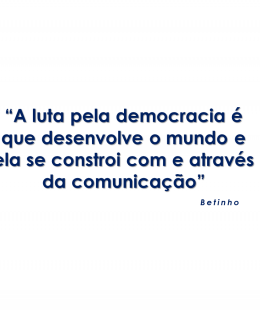 “A luta pela democracia é
que desenvolve o mundo e
ela se constroi com e através
da comunicação”
Betinho